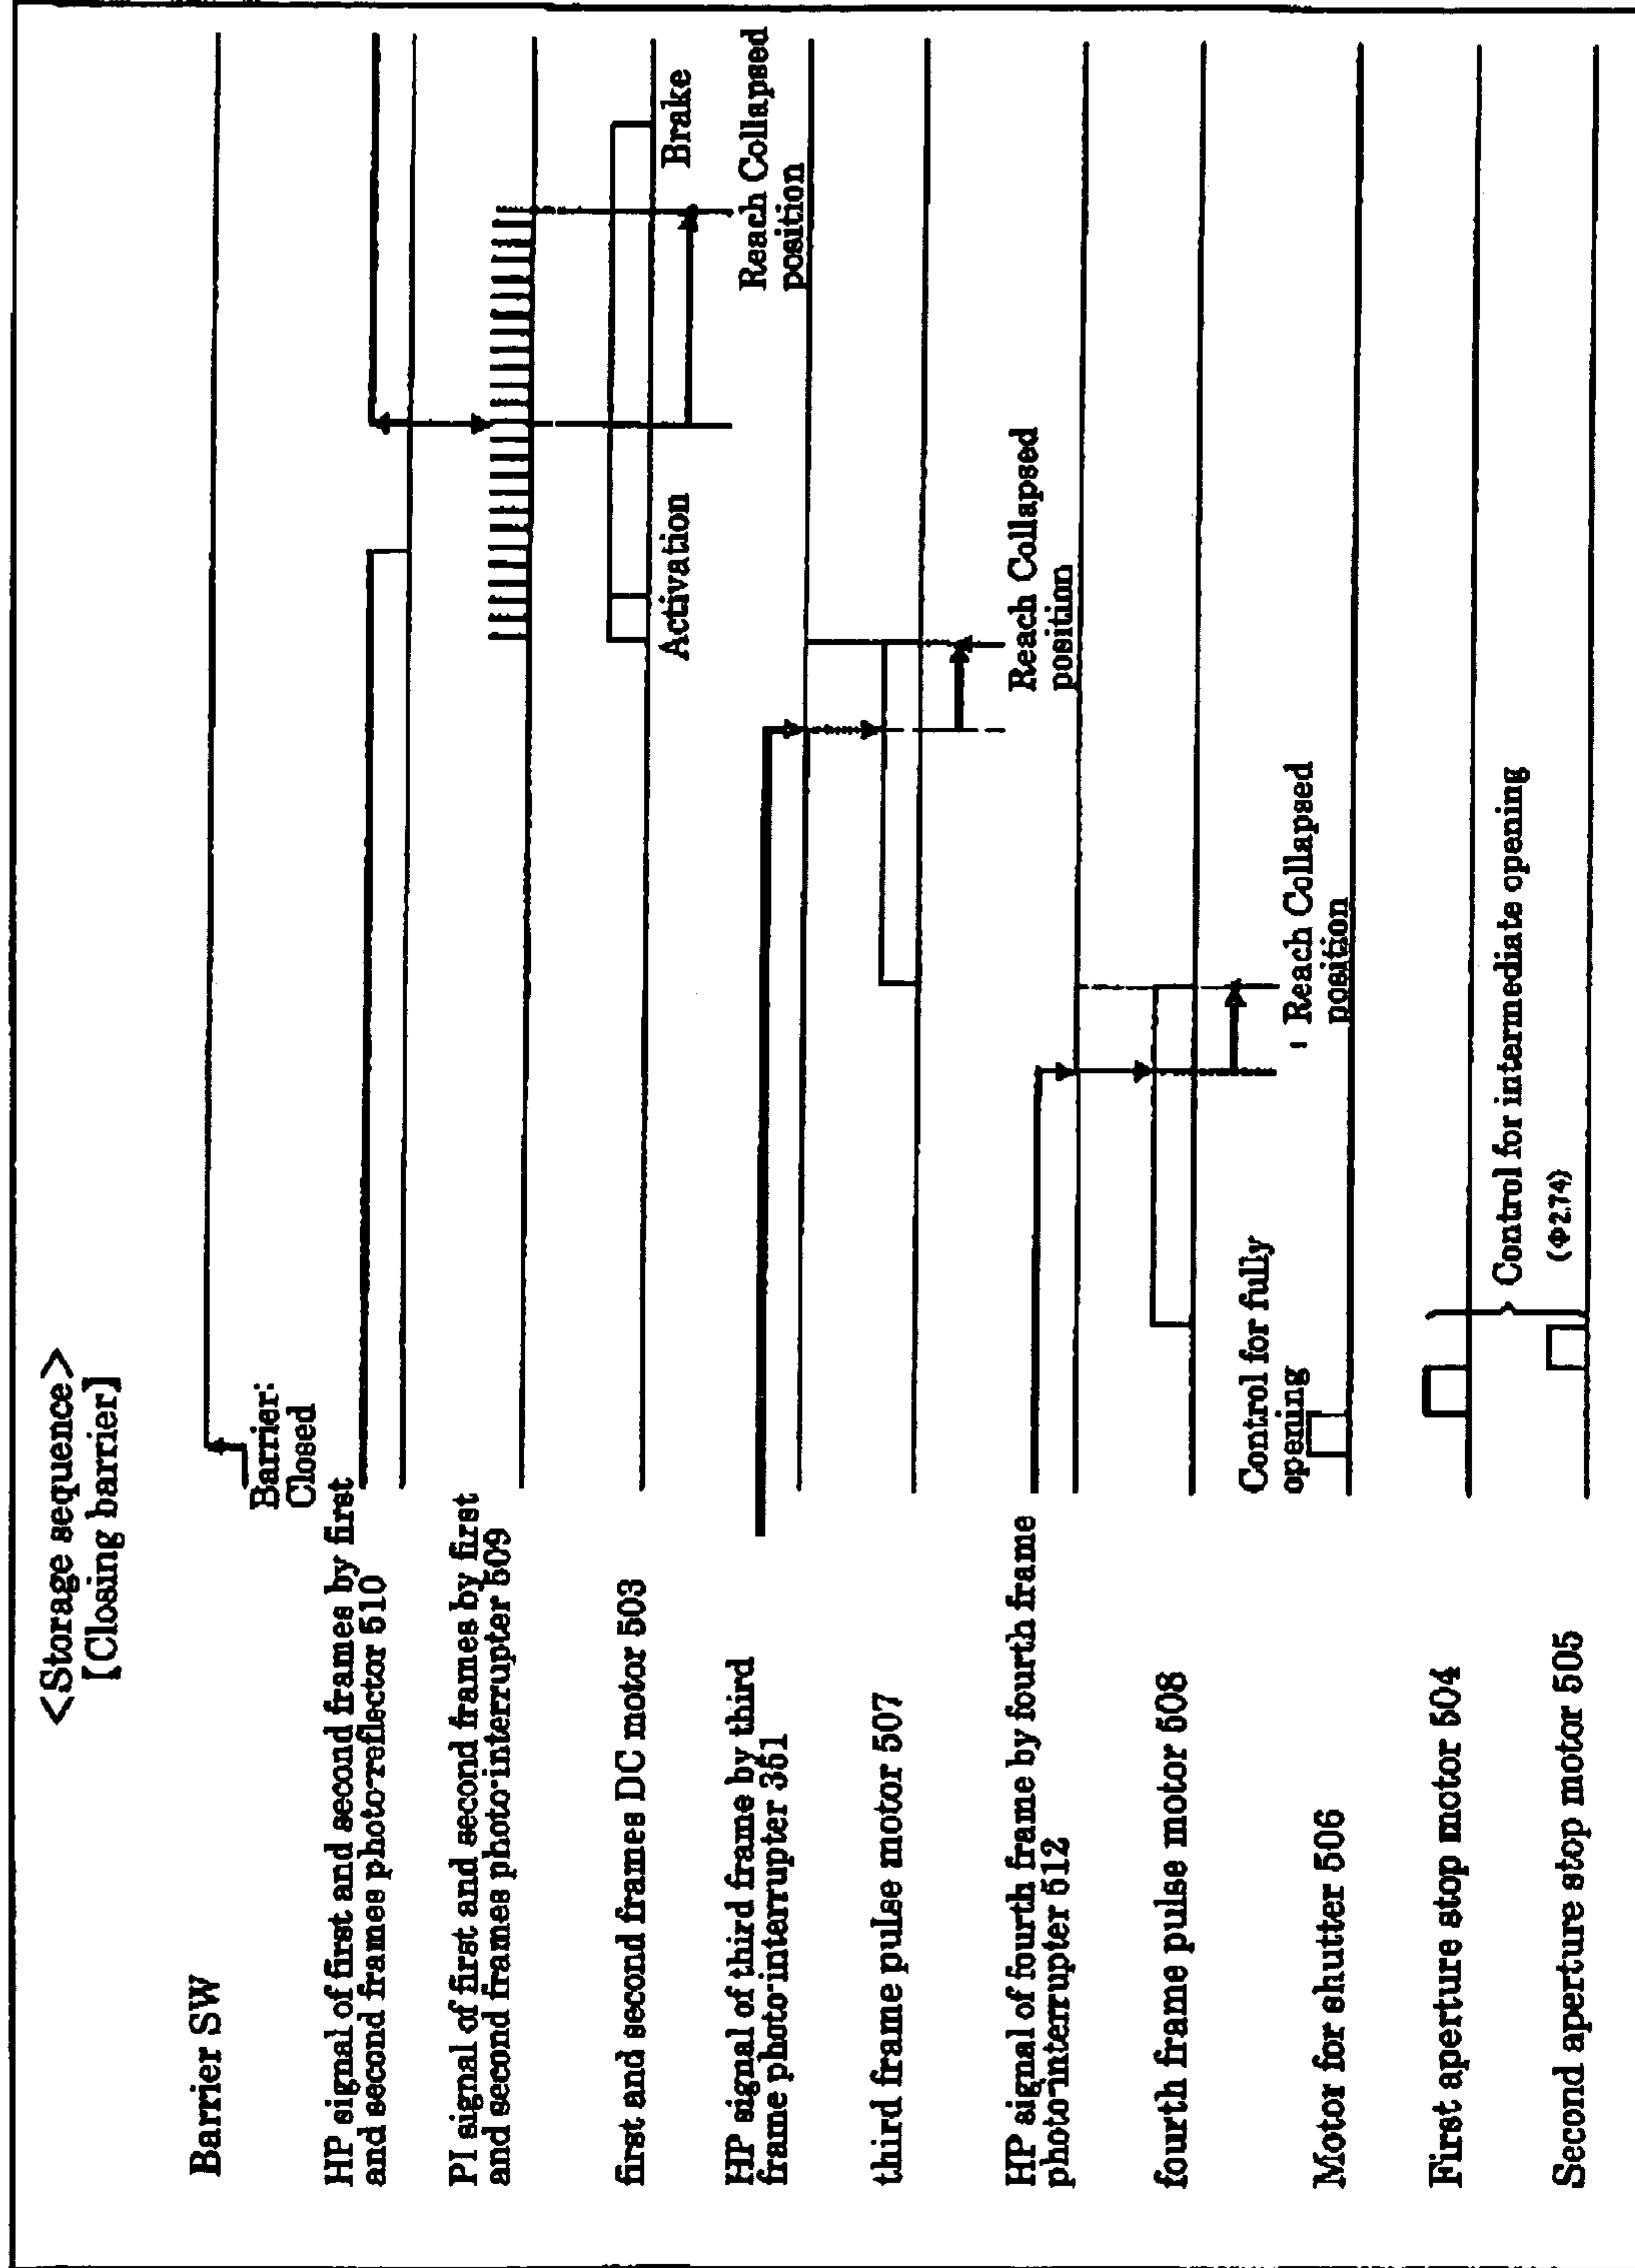 <Storage sequence>
[Closing barrier]
Barrier SW
Barrier:
Closed
HP signal of first and second frames by first
and second frames photo-reflector 510
PI signal of first and second frames by first
and second frames photo-interrupter 509
first and second frames DC motor 503
Activation
Brake
Reach Collapsed
position
HP signal of third frame by third
frame photo-interrupter 351
third frame pulse motor 507
Reach Collapsed
position
HP signal of fourth frame by fourth frame
photo-interrupter 512
fourth frame pulse motor 508
Reach Collapsed
position
Control for fully
opening
Motor for shutter 506
First aperture stop motor 504
Control for intermediate opening
(Φ2.74)
Second aperture stop motor 505